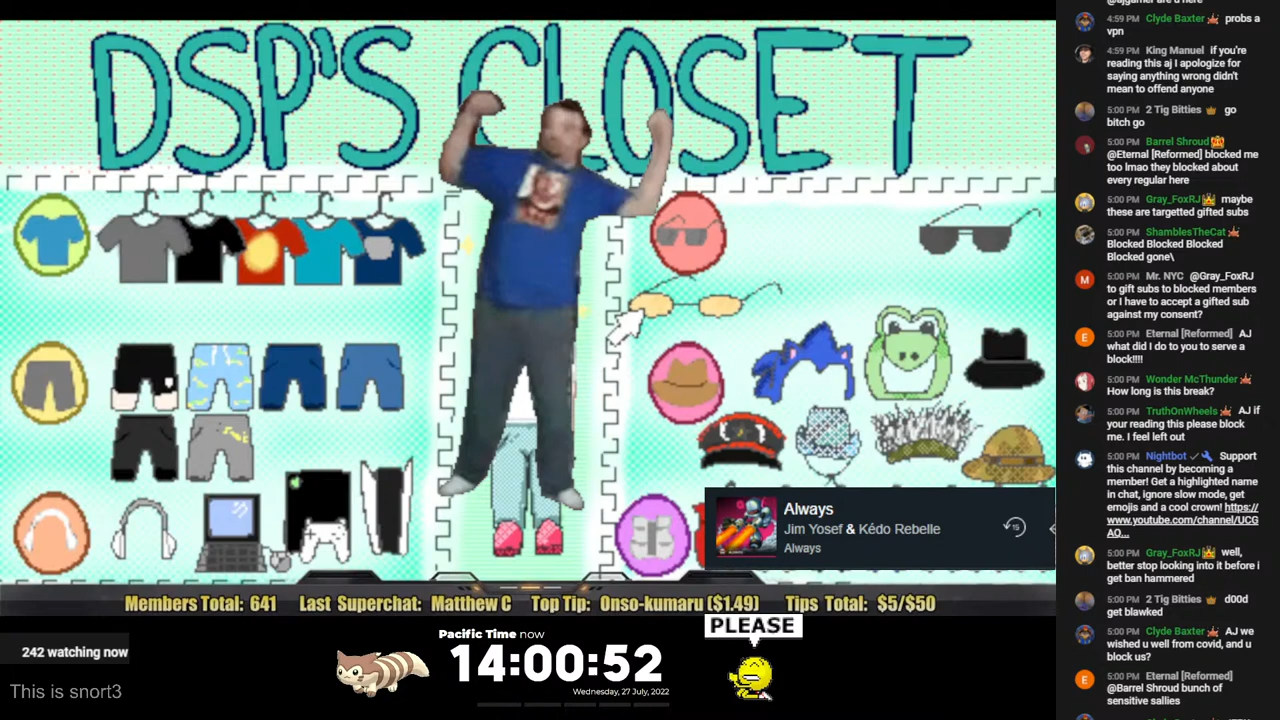 DSP'S CLOSET
Always
Jim Yosef & Kédo Rebelle
Always
15
Members Total: 641 Last Superchat: Matthew C Top Tip: Onso-kumaru ($1.49) Tips Total: $5/$50
242 watching now
This is snort3
Pacific Time now
14:00:52
Wednesday, 27 July, 2022
PLEASE
4:59 PM Clyde Baxter probs a
vpn
4:59 PM King Manuel if you're
reading this aj I apologize for
saying anything wrong didn't
mean to offend anyone
5:00 PM 2 Tig Bitties go
bitch go
5:00 PM Barrel Shroud
@Eternal [Reformed] blocked me
too lmao they blocked about
every regular here
5:00 PM Gray_FoxRJ maybe
these are targetted gifted subs
5:00 PM ShamblesTheCat
Blocked Blocked Blocked
Blocked gone\
5:00 PM Mr. NYC @Gray_FoxRJ
to gift subs to blocked members
or I have to accept a gifted sub
against my consent?
5:00 PM Eternal [Reformed] AJ
what did I do to you to serve a
block!!!!
5:00 PM Wonder McThunder
How long is this break?
5:00 PM TruthOnWheels AJ if
your reading this please block
me. I feel left out
5:00 PM Nightbot Support
this channel by becoming a
member! Get a highlighted name
in chat, ignore slow mode, get
emojis and a cool crown! https://
www.youtube.com/channel/UCG
AQ...
5:00 PM Gray_FoxRJ well,
better stop looking into it before i
get ban hammered
5:00 PM 2 Tig Bitties d00d
get blawked
5:00 PM Clyde Baxter AJ we
wished u well from covid, and u
block us?
5:00 PM Eternal [Reformed]
@Barrel Shroud bunch of
sensitive sallies